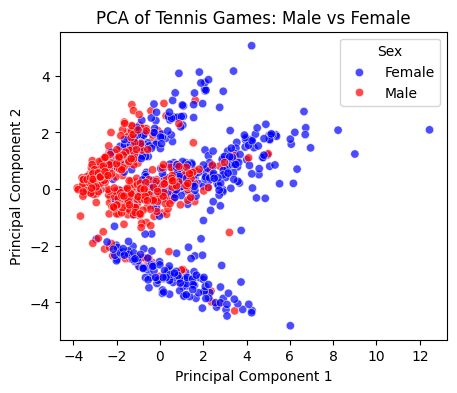 PCA of Tennis Games: Male vs Female
Sex
Female
Male
Principal Component 2
4
2
0
−2
−4
−4 −2 0 2 4 6 8 10 12
Principal Component 1